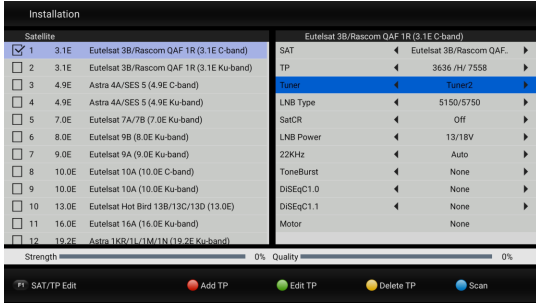 Installation
Satellite
1 3.1E Eutelsat 3B/Rascom QAF 1R (3.1E C-band)
2 3.1E Eutelsat 3B/Rascom QAF 1R (3.1E Ku-band)
3 4.9E Astra 4A/SES 5 (4.9E C-band)
4 4.9E Astra 4A/SES 5 (4.9E Ku-band)
5 7.0E Eutelsat 7A/7B (7.0E Ku-band)
6 8.0E Eutelsat 9B (8.0E Ku-band)
7 9.0E Eutelsat 9A (9.0E Ku-band)
8 10.0E Eutelsat 10A (10.0E C-band)
9 10.0E Eutelsat 10A (10.0E Ku-band)
10 13.0E Eutelsat Hot Bird 13B/13C/13D (13.0E)
11 16.0E Eutelsat 16A (16.0E Ku-band)
12 19.2E Astra 1KR/1L/1M/1N (19.2E Ku-band)
Eutelsat 3B/Rascom QAF 1R (3.1E C-band)
SAT Eutelsat 3B/Rascom QAF..
TP 3636 /H/ 7558
Tuner Tuner2
LNB Type 5150/5750
SatCR Off
LNB Power 13/18V
22KHz Auto
ToneBurst None
DiSEqC1.0 None
DiSEqC1.1 None
Motor None
Strength 0% Quality 0%
F1 SAT/TP Edit Add TP Edit TP Delete TP Scan